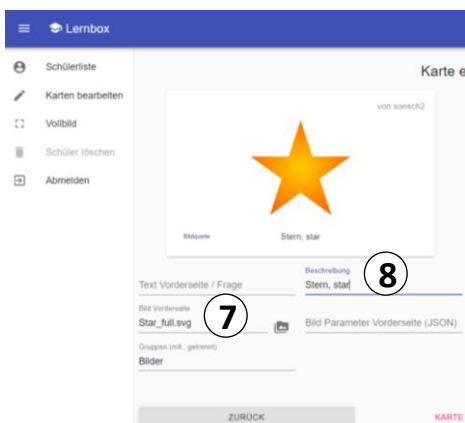 Lernbox
Schülerliste
Karten bearbeiten
Vollbild
Schüler löschen
Abmelden
Karte e
von sonsch2
Bildquelle
Stern, star
Text Vorderseite / Frage
Beschreibung
Stern, star
8
Bild Vorderseite
Star_full.svg
7
Bild Parameter Vorderseite (JSON)
Gruppen (mit ; getrennt)
Bilder
ZURÜCK
KARTE